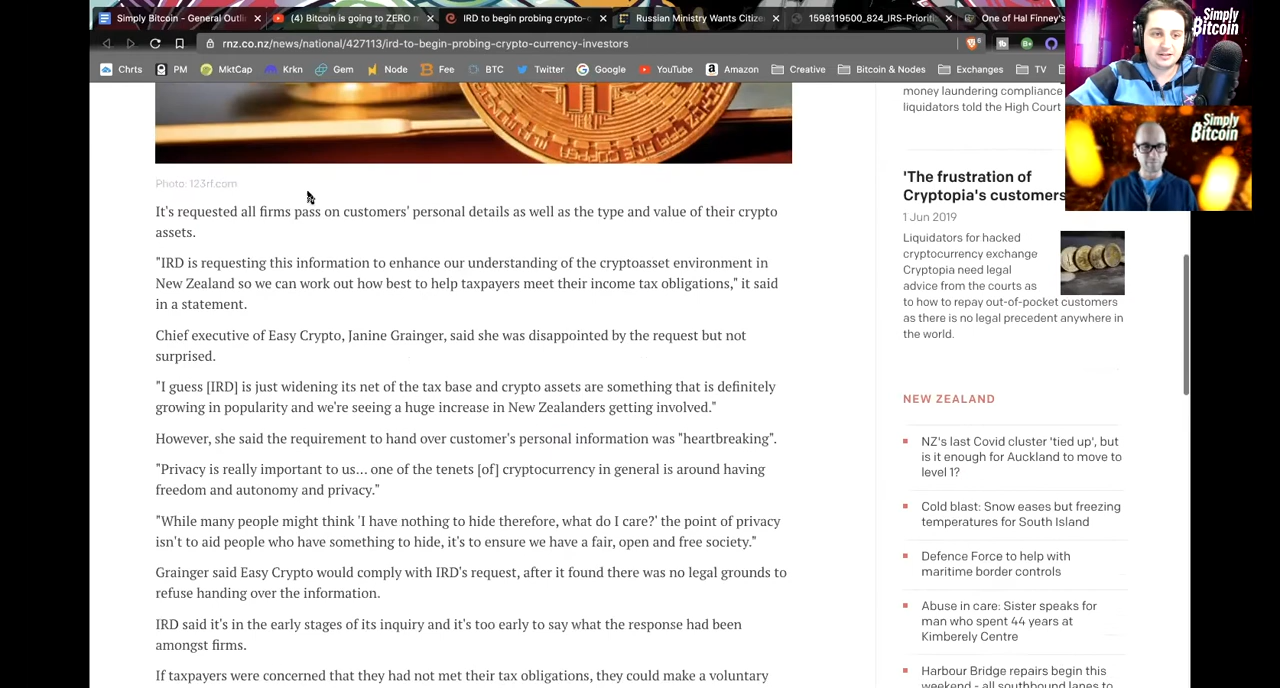 Simply Bitcoin - General Outli
(4) Bitcoin is going to ZERO
IRD to begin probing crypto-c
Russian Ministry Wants Citize
1598119500_824_IRS-Prioriti
One of Hal Finney's
rnz.co.nz/news/national/427113/ird-to-begin-probing-crypto-currency-investors
Chrts
PM
MktCap
Krkn
Gem
Node
Fee
BTC
Twitter
Google
YouTube
Amazon
Creative
Bitcoin & Nodes
Exchanges
TV
Simply
Bitcoin
Simply
Bitcoin
Photo: 123rf.com
It's requested all firms pass on customers' personal details as well as the type and value of their crypto
assets.
"IRD is requesting this information to enhance our understanding of the cryptoasset environment in
New Zealand so we can work out how best to help taxpayers meet their income tax obligations," it said
in a statement.
Chief executive of Easy Crypto, Janine Grainger, said she was disappointed by the request but not
surprised.
"I guess [IRD] is just widening its net of the tax base and crypto assets are something that is definitely
growing in popularity and we're seeing a huge increase in New Zealanders getting involved."
However, she said the requirement to hand over customer's personal information was "heartbreaking".
"Privacy is really important to us... one of the tenets [of] cryptocurrency in general is around having
freedom and autonomy and privacy."
"While many people might think 'I have nothing to hide therefore, what do I care?' the point of privacy
isn't to aid people who have something to hide, it's to ensure we have a fair, open and free society."
Grainger said Easy Crypto would comply with IRD's request, after it found there was no legal grounds to
refuse handing over the information.
IRD said it's in the early stages of its inquiry and it's too early to say what the response had been
amongst firms.
If taxpayers were concerned that they had not met their tax obligations, they could make a voluntary
money laundering compliance
liquidators told the High Court
'The frustration of
Cryptopia's customers
1 Jun 2019
Liquidators for hacked
cryptocurrency exchange
Cryptopia need legal
advice from the courts as
to how to repay out-of-pocket customers
as there is no legal precedent anywhere in
the world.
NEW ZEALAND
NZ's last Covid cluster 'tied up', but
is it enough for Auckland to move to
level 1?
Cold blast: Snow eases but freezing
temperatures for South Island
Defence Force to help with
maritime border controls
Abuse in care: Sister speaks for
man who spent 44 years at
Kimberely Centre
Harbour Bridge repairs begin this
weekend - all southbound lanes to